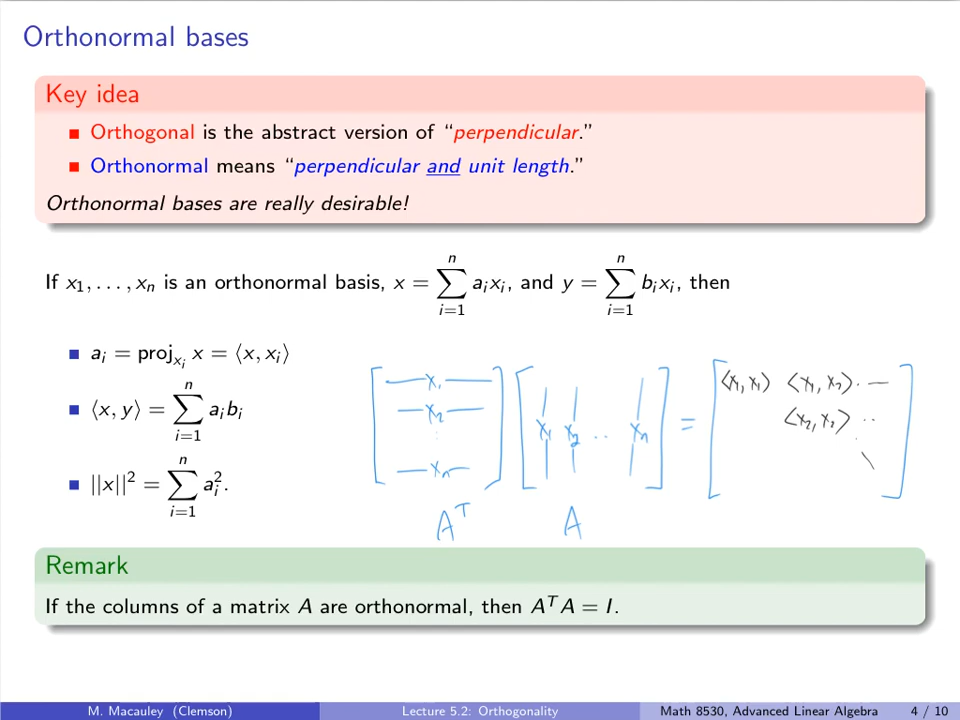 Orthonormal bases
Key idea
■ Orthogonal is the abstract version of “perpendicular.”
■ Orthonormal means “perpendicular and unit length.”
Orthonormal bases are really desirable!
If x₁, . . . , xₙ is an orthonormal basis, x = ∑ᵢ₌₁ⁿ aᵢxᵢ, and y = ∑ᵢ₌₁ⁿ bᵢxᵢ, then
■ aᵢ = proj_{xᵢ} x = ⟨x, xᵢ⟩
■ ⟨x, y⟩ = ∑ᵢ₌₁ⁿ aᵢbᵢ
■ ||x||² = ∑ᵢ₌₁ⁿ aᵢ².
x₁
x₂
⋮
xₙ
x₁ x₂ . . xₙ
=
⟨x₁, x₁⟩ ⟨x₁, x₂⟩ . —
⟨x₂, x₂⟩ . .
Aᵀ A
Remark
If the columns of a matrix A are orthonormal, then AᵀA = I.
M. Macauley (Clemson) Lecture 5.2: Orthogonality Math 8530, Advanced Linear Algebra 4 / 10